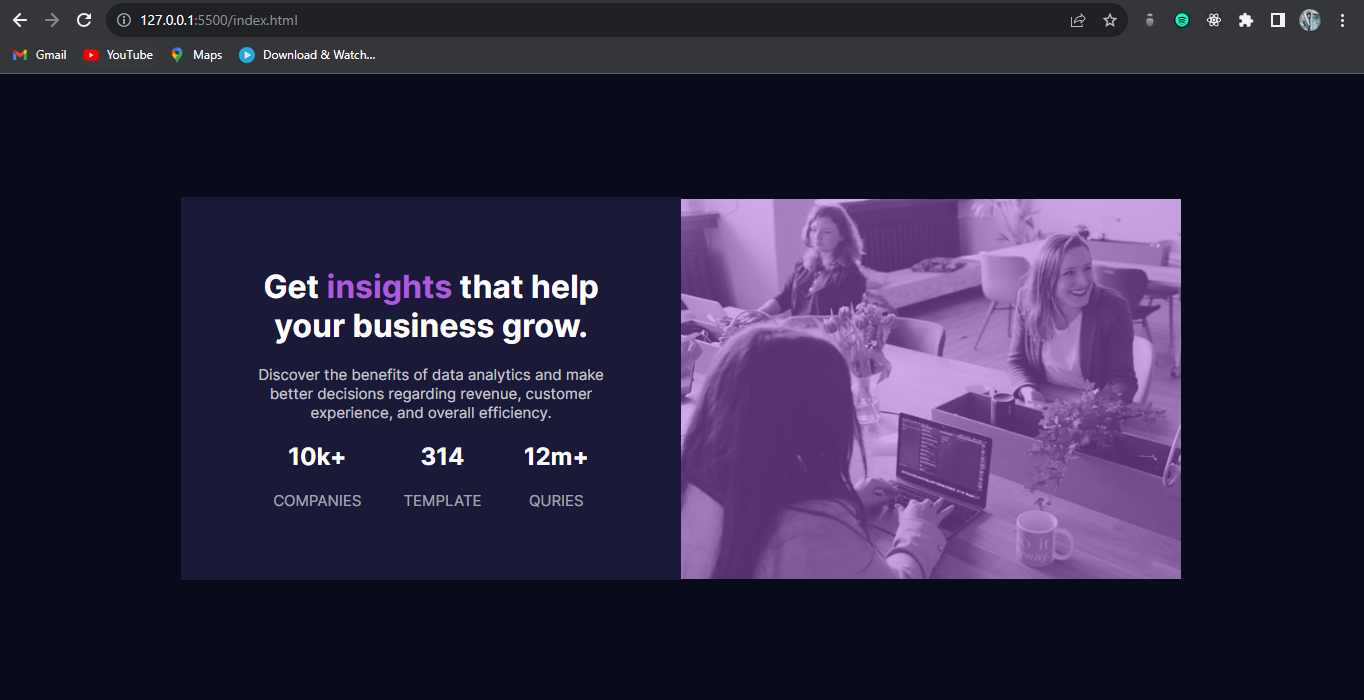 127.0.0.1:5500/index.html
Gmail YouTube Maps Download & Watch...
Get insights that help
your business grow.
Discover the benefits of data analytics and make
better decisions regarding revenue, customer
experience, and overall efficiency.
10k+ 314 12m+
COMPANIES TEMPLATE QURIES